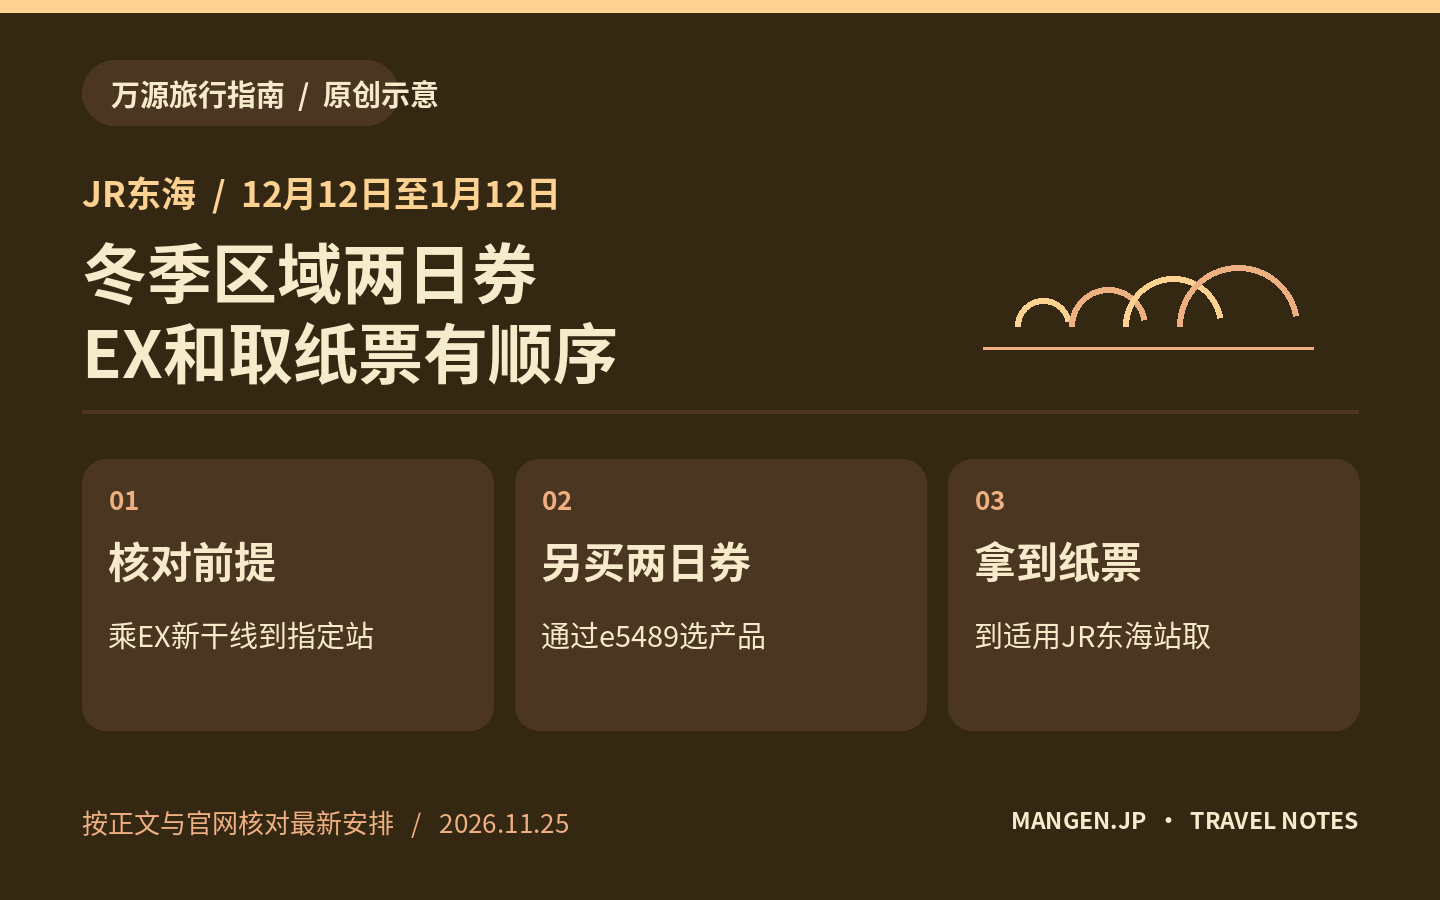 万源旅行指南 / 原创示意
JR东海 / 12月12日至1月12日
冬季区域两日券
EX和取纸票有顺序
01
核对前提
乘EX新干线到指定站
02
另买两日券
通过e5489选产品
03
拿到纸票
到适用JR东海站取
按正文与官网核对最新安排 / 2026.11.25
MANGEN.JP • TRAVEL NOTES